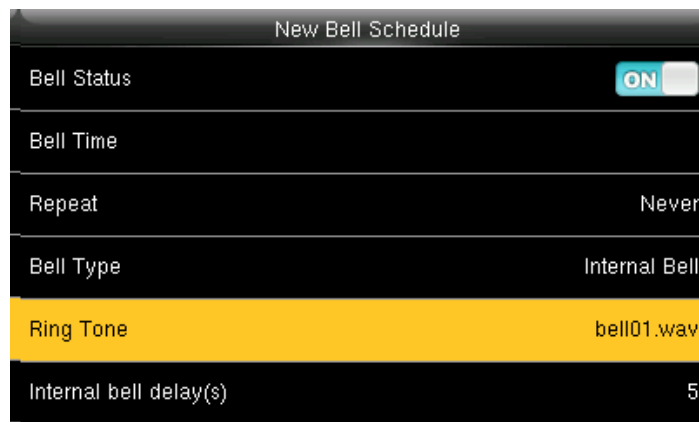 New Bell Schedule
Bell Status ON
Bell Time
Repeat Never
Bell Type Internal Bell
Ring Tone bell01.wav
Internal bell delay(s) 5